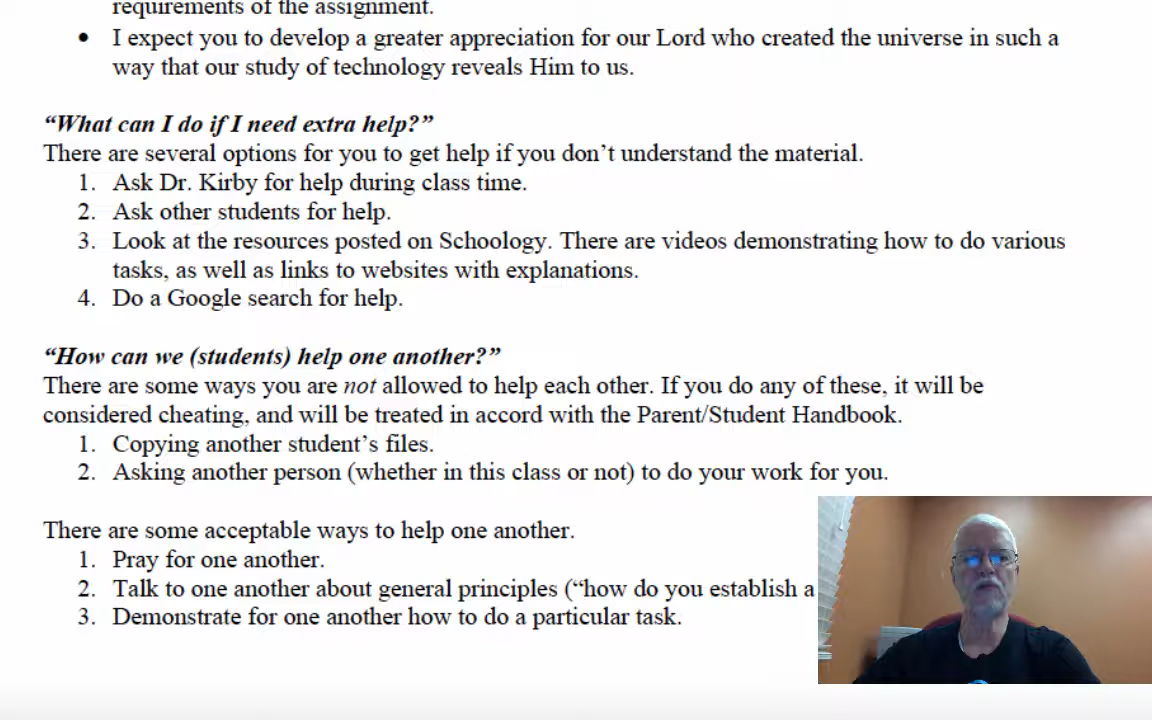 requirements of the assignment.
• I expect you to develop a greater appreciation for our Lord who created the universe in such a
way that our study of technology reveals Him to us.
“What can I do if I need extra help?”
There are several options for you to get help if you don’t understand the material.
1. Ask Dr. Kirby for help during class time.
2. Ask other students for help.
3. Look at the resources posted on Schoology. There are videos demonstrating how to do various
tasks, as well as links to websites with explanations.
4. Do a Google search for help.
“How can we (students) help one another?”
There are some ways you are not allowed to help each other. If you do any of these, it will be
considered cheating, and will be treated in accord with the Parent/Student Handbook.
1. Copying another student’s files.
2. Asking another person (whether in this class or not) to do your work for you.
There are some acceptable ways to help one another.
1. Pray for one another.
2. Talk to one another about general principles (“how do you establish a
3. Demonstrate for one another how to do a particular task.